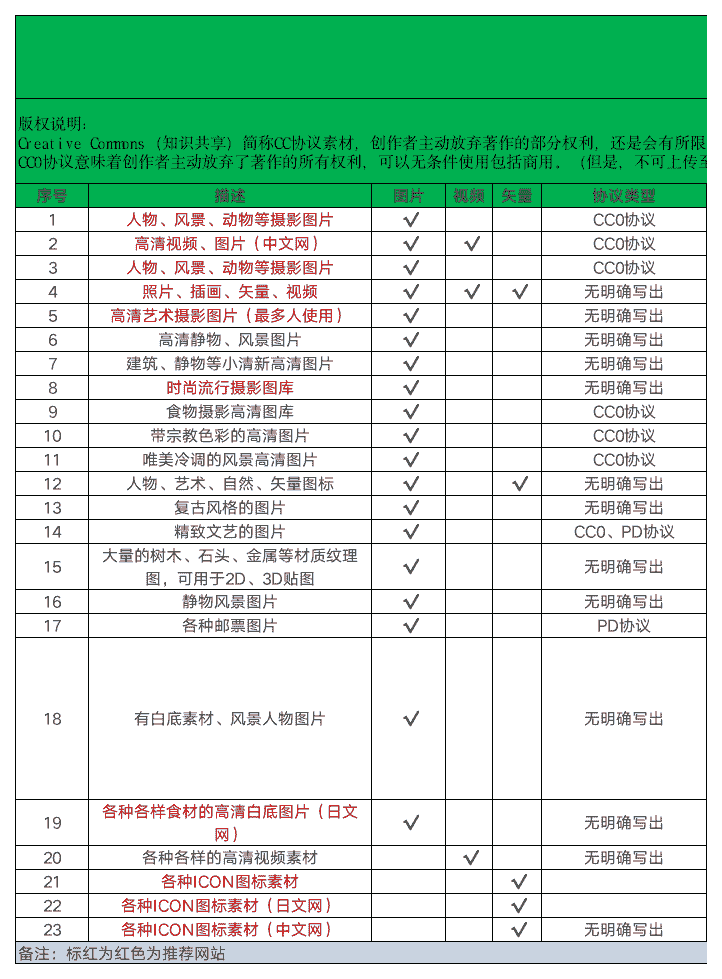 版权说明：
Creative Commons（知识共享）简称CC协议素材，创作者主动放弃著作的部分权利，还是会有所限
CC0协议意味着创作者主动放弃了著作的所有权利，可以无条件使用包括商用。（但是，不可上传至
序号 描述 图片 视频 矢量 协议类型
1 人物、风景、动物等摄影图片 √ CC0协议
2 高清视频、图片（中文网） √ √ CC0协议
3 人物、风景、动物等摄影图片 √ CC0协议
4 照片、插画、矢量、视频 √ √ √ 无明确写出
5 高清艺术摄影图片（最多人使用） √ 无明确写出
6 高清静物、风景图片 √ 无明确写出
7 建筑、静物等小清新高清图片 √ 无明确写出
8 时尚流行摄影图库 √ 无明确写出
9 食物摄影高清图库 √ CC0协议
10 带宗教色彩的高清图片 √ CC0协议
11 唯美冷调的风景高清图片 √ CC0协议
12 人物、艺术、自然、矢量图标 √ √ 无明确写出
13 复古风格的图片 √ 无明确写出
14 精致文艺的图片 √ CC0、PD协议
15 大量的树木、石头、金属等材质纹理 √ 无明确写出
图，可用于2D、3D贴图
16 静物风景图片 √ 无明确写出
17 各种邮票图片 √ PD协议
18 有白底素材、风景人物图片 √ 无明确写出
19 各种各样食材的高清白底图片（日文 √ 无明确写出
网）
20 各种各样的高清视频素材 √ 无明确写出
21 各种ICON图标素材 √
22 各种ICON图标素材（日文网） √
23 各种ICON图标素材（中文网） √ 无明确写出
备注：标红为红色为推荐网站